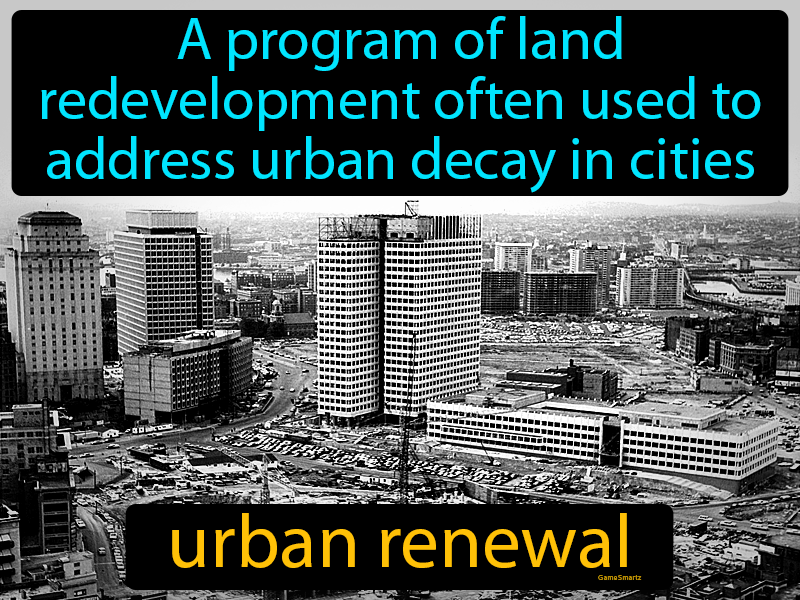 A program of land
redevelopment often used to
address urban decay in cities
urban renewal
GameSmartz